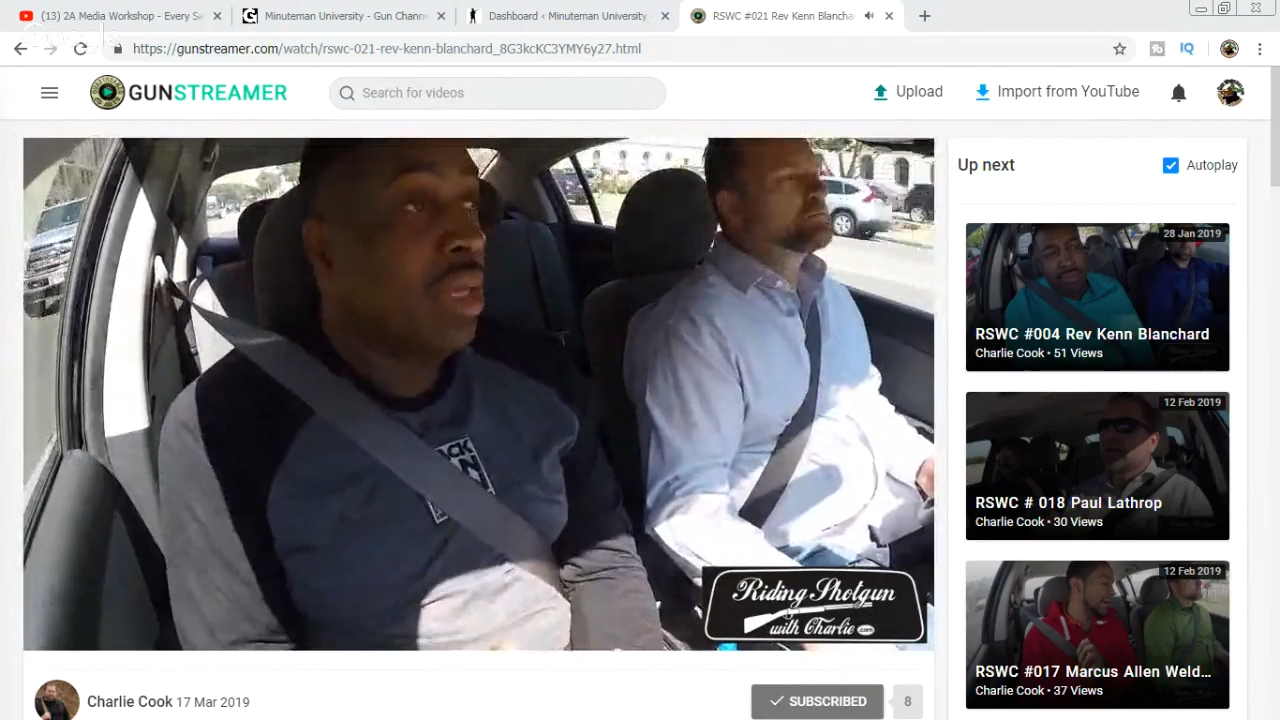 (13) 2A Media Workshop - Every Sa
Minuteman University - Gun Chann
Dashboard ‹ Minuteman University
RSWC #021 Rev Kenn Blancha
https://gunstreamer.com/watch/rswc-021-rev-kenn-blanchard_8G3kcKC3YMY6y27.html
GUNSTREAMER
Search for videos
Upload
Import from YouTube
Up next
Autoplay
28 Jan 2019
RSWC #004 Rev Kenn Blanchard
Charlie Cook • 51 Views
12 Feb 2019
RSWC # 018 Paul Lathrop
Charlie Cook • 30 Views
12 Feb 2019
RSWC #017 Marcus Allen Weld...
Charlie Cook • 37 Views
Riding Shotgun
with Charlie.com
Charlie Cook 17 Mar 2019
SUBSCRIBED
8